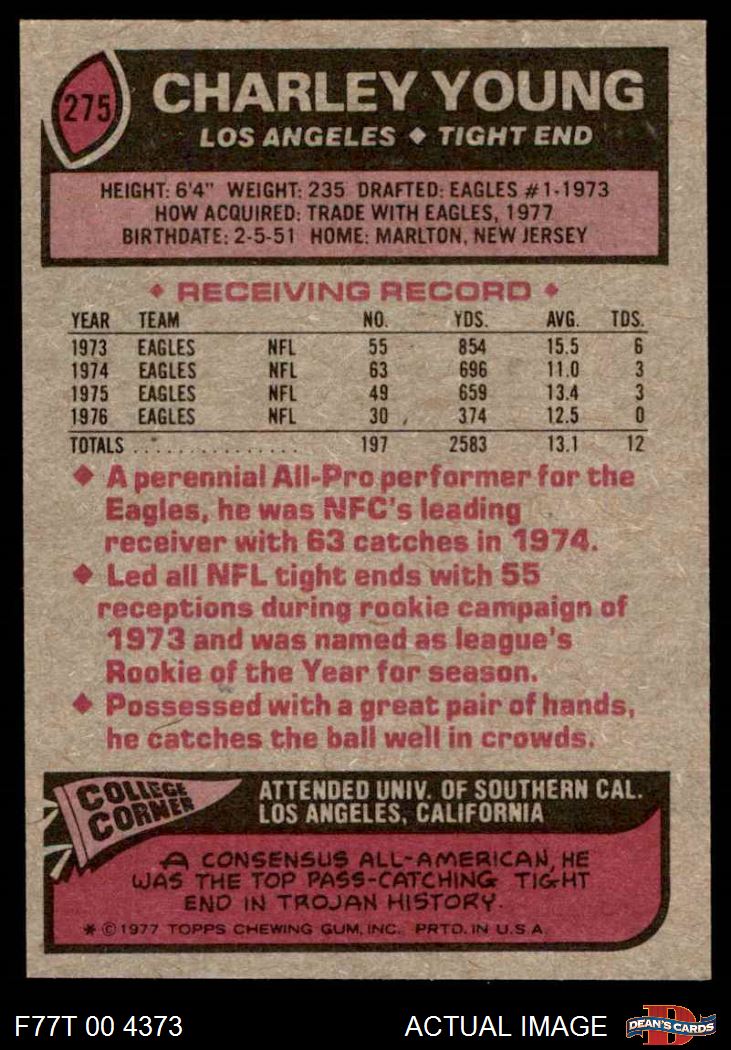 275
CHARLEY YOUNG
LOS ANGELES ♦ TIGHT END
HEIGHT: 6'4" WEIGHT: 235 DRAFTED: EAGLES #1-1973
HOW ACQUIRED: TRADE WITH EAGLES, 1977
BIRTHDATE: 2-5-51 HOME: MARLTON, NEW JERSEY
♦ RECEIVING RECORD ♦
YEAR TEAM NO. YDS. AVG. TDS.
1973 EAGLES NFL 55 854 15.5 6
1974 EAGLES NFL 63 696 11.0 3
1975 EAGLES NFL 49 659 13.4 3
1976 EAGLES NFL 30 374 12.5 0
TOTALS . . . . . . . . . . . . . . . 197 2583 13.1 12
♦ A perennial All-Pro performer for the
Eagles, he was NFC's leading
receiver with 63 catches in 1974.
♦ Led all NFL tight ends with 55
receptions during rookie campaign of
1973 and was named as league's
Rookie of the Year for season.
♦ Possessed with a great pair of hands,
he catches the ball well in crowds.
COLLEGE
CORNER
ATTENDED UNIV. OF SOUTHERN CAL.
LOS ANGELES, CALIFORNIA
A CONSENSUS ALL-AMERICAN, HE
WAS THE TOP PASS-CATCHING TIGHT
END IN TROJAN HISTORY.
* © 1977 TOPPS CHEWING GUM, INC. PRTD. IN U.S.A.
F77T 00 4373 ACTUAL IMAGE
D
DEAN'S CARDS